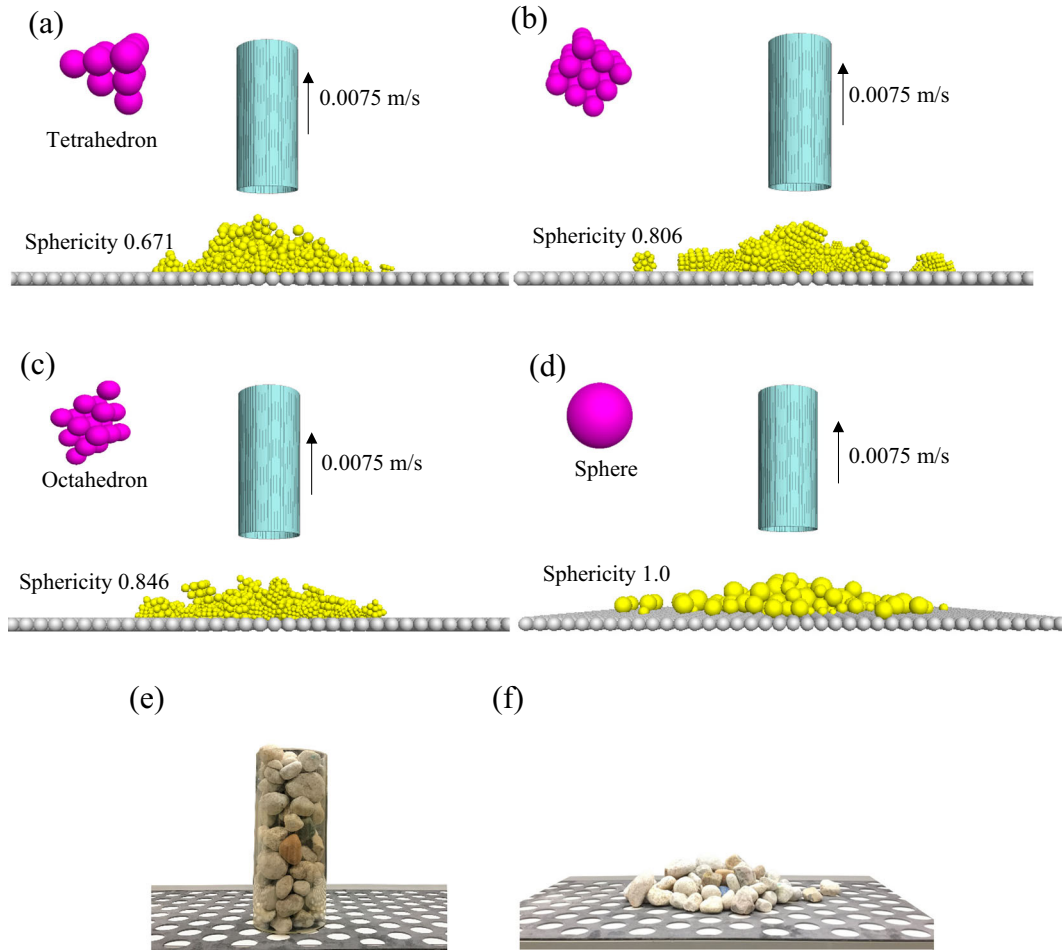 (a)
0.0075 m/s
Tetrahedron
Sphericity 0.671
(b)
0.0075 m/s
Sphericity 0.806
(c)
0.0075 m/s
Octahedron
Sphericity 0.846
(d)
0.0075 m/s
Sphere
Sphericity 1.0
(e)
(f)